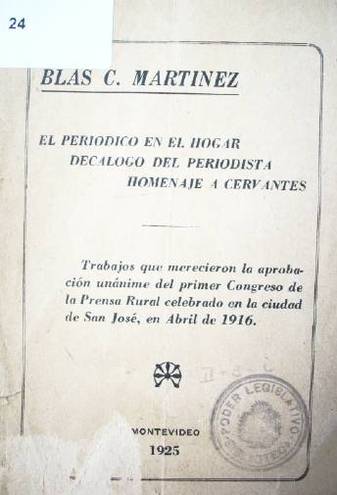 24
BLAS C. MARTINEZ
EL PERIODICO EN EL HOGAR
DECALOGO DEL PERIODISTA
HOMENAJE A CERVANTES
Trabajos que merecieron la aproba-
ción unánime del primer Congreso de
la Prensa Rural celebrado en la ciudad
de San José, en Abril de 1916.
PODER LEGISLATIVO
MONTEVIDEO
1925